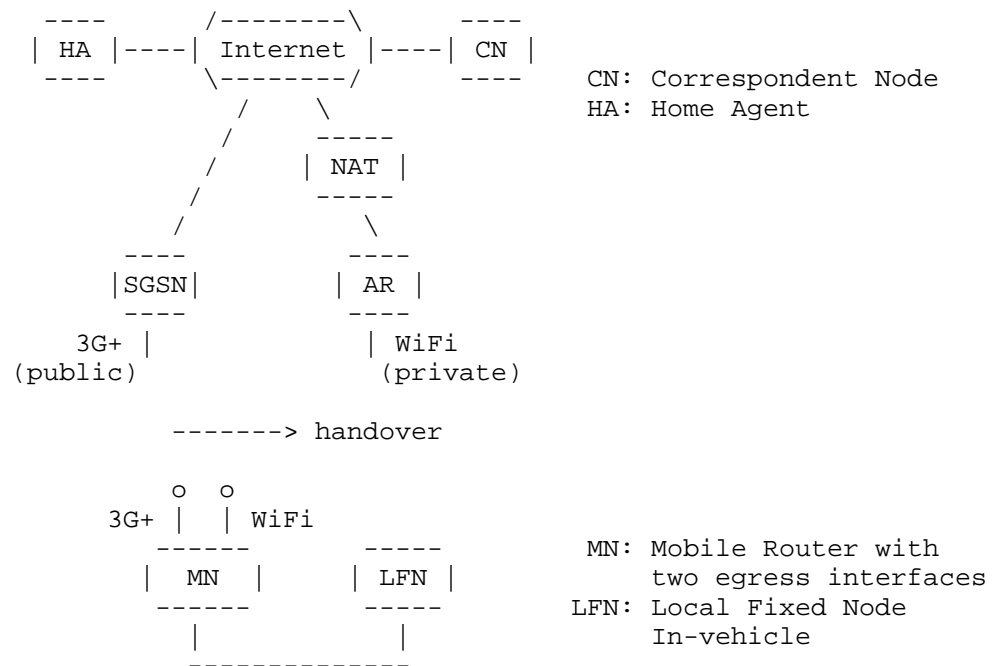 HA Internet CN
CN: Correspondent Node
HA: Home Agent
NAT
SGSN AR
3G+ WiFi
(public) (private)
-------> handover
o o
3G+ WiFi
MN: Mobile Router with
MN LFN two egress interfaces
LFN: Local Fixed Node
In-vehicle